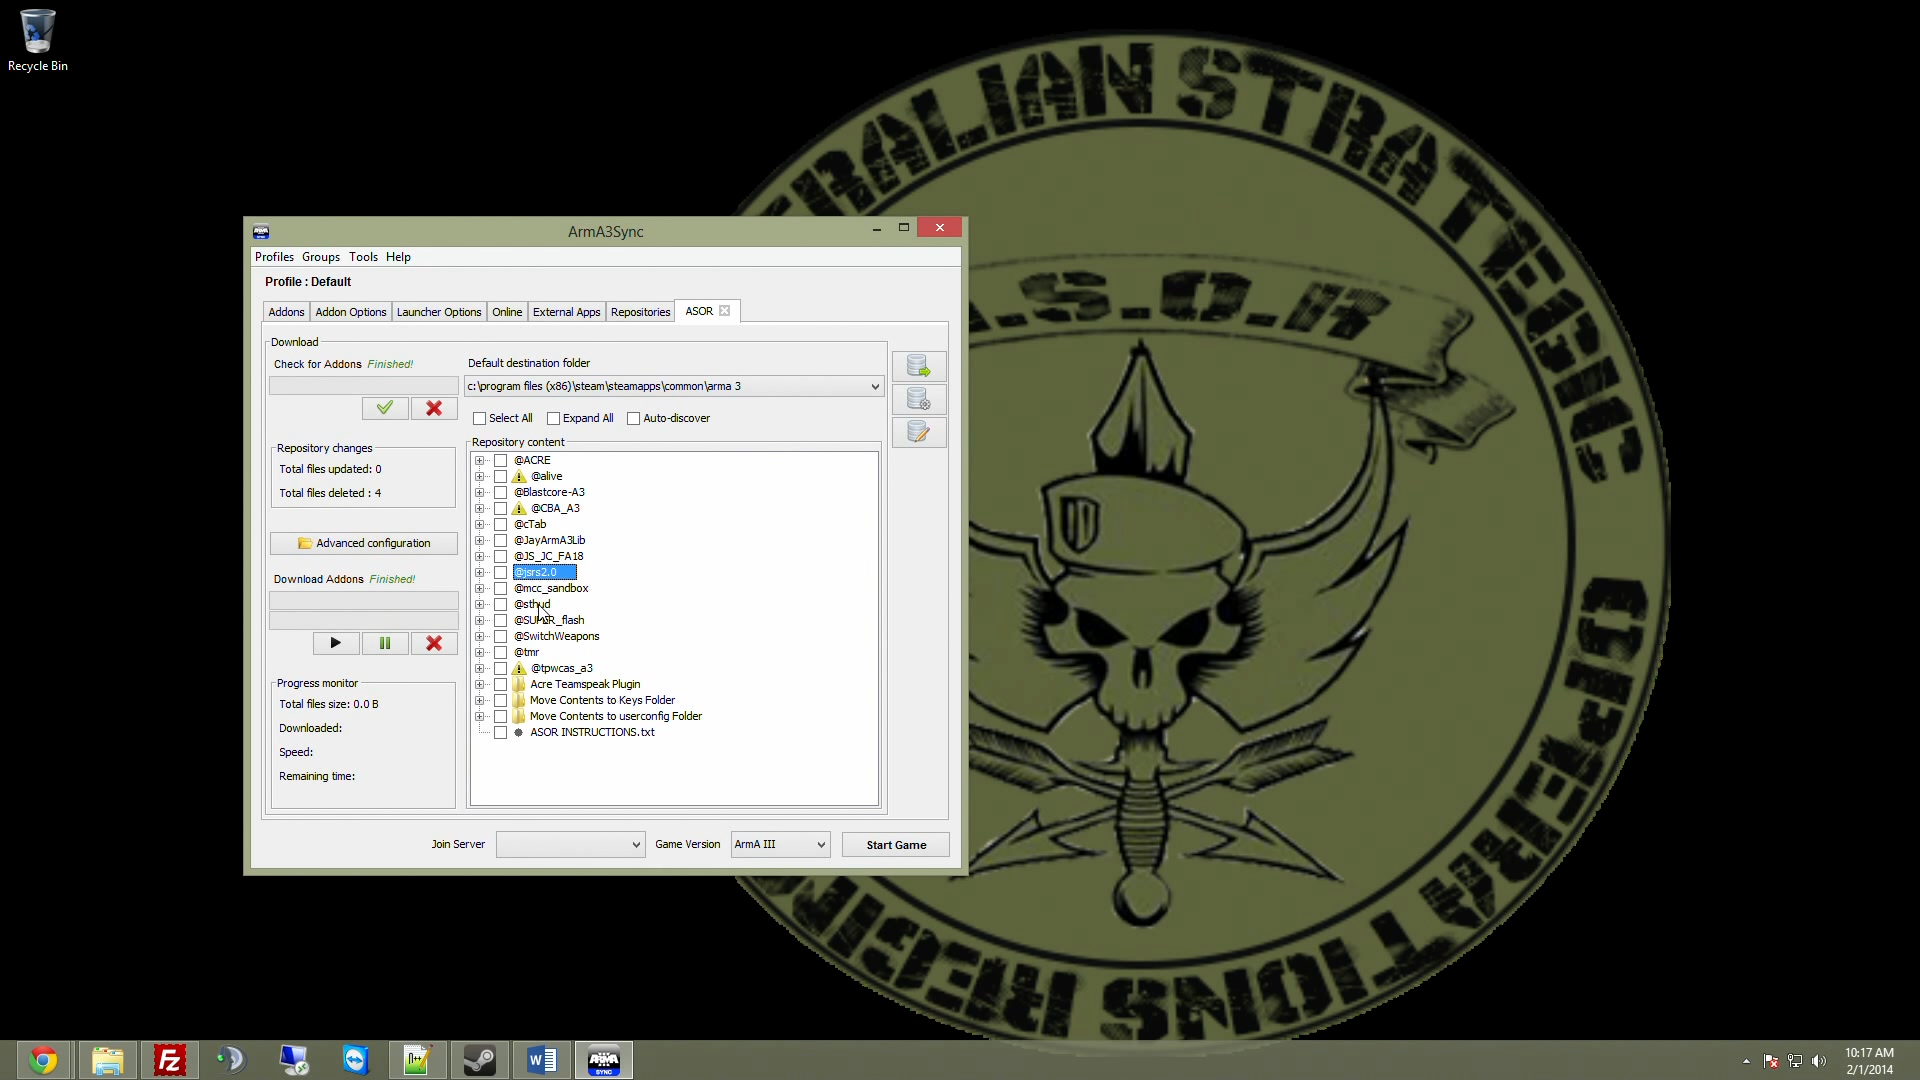 Recycle Bin
AUSTRALIAN STRATEGIC OPERATIONS
A.S.O.R
ArmA3Sync
Profiles Groups Tools Help
Profile : Default
Addons Addon Options Launcher Options Online External Apps Repositories ASOR
Download
Check for Addons Finished!
Default destination folder
c:\program files (x86)\steam\steamapps\common\arma 3
Select All Expand All Auto-discover
Repository changes
Total files updated: 0
Total files deleted : 4
Advanced configuration
Download Addons Finished!
Progress monitor
Total files size: 0.0 B
Downloaded:
Speed:
Remaining time:
Repository content
@ACRE
@alive
@Blastcore-A3
@CBA_A3
@cTab
@JayArmA3Lib
@JS_JC_FA18
@jsrs2.0
@mcc_sandbox
@sthud
@SUPER_flash
@SwitchWeapons
@tmr
@tpwcas_a3
Acre Teamspeak Plugin
Move Contents to Keys Folder
Move Contents to userconfig Folder
ASOR INSTRUCTIONS.txt
Join Server
Game Version ArmA III
Start Game
10:17 AM
2/1/2014